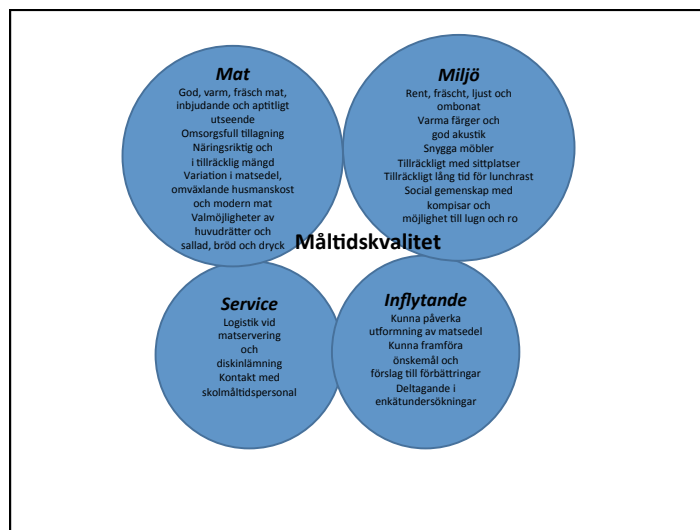 Mat
God, varm, fräsch mat,
inbjudande och aptitligt
utseende
Omsorgsfull tillagning
Näringsriktig och
i tillräcklig mängd
Variation i matsedel,
omväxlande husmanskost
och modern mat
Valmöjligheter av
huvudrätter och
sallad, bröd och dryck
Miljö
Rent, fräscht, ljust och
ombonat
Varma färger och
god akustik
Snygga möbler
Tillräckligt med sittplatser
Tillräckligt lång tid för lunchrast
Social gemenskap med
kompisar och
möjlighet till lugn och ro
Måltidskvalitet
Service
Logistik vid
matservering
och
diskinlämning
Kontakt med
skolmåltidspersonal
Inflytande
Kunna påverka
utformning av matsedel
Kunna framföra
önskemål och
förslag till förbättringar
Deltagande i
enkätundersökningar